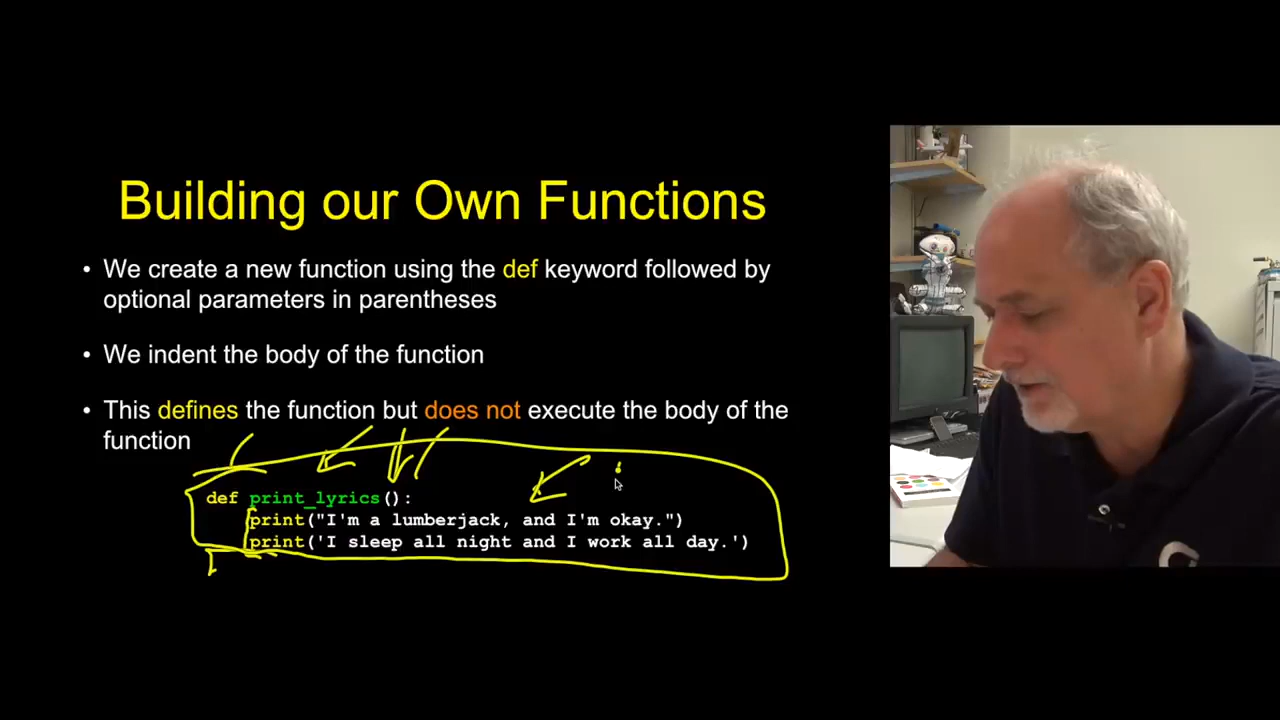 Building our Own Functions
• We create a new function using the def keyword followed by
optional parameters in parentheses
• We indent the body of the function
• This defines the function but does not execute the body of the
function
def print_lyrics():
    print("I'm a lumberjack, and I'm okay.")
    print('I sleep all night and I work all day.')